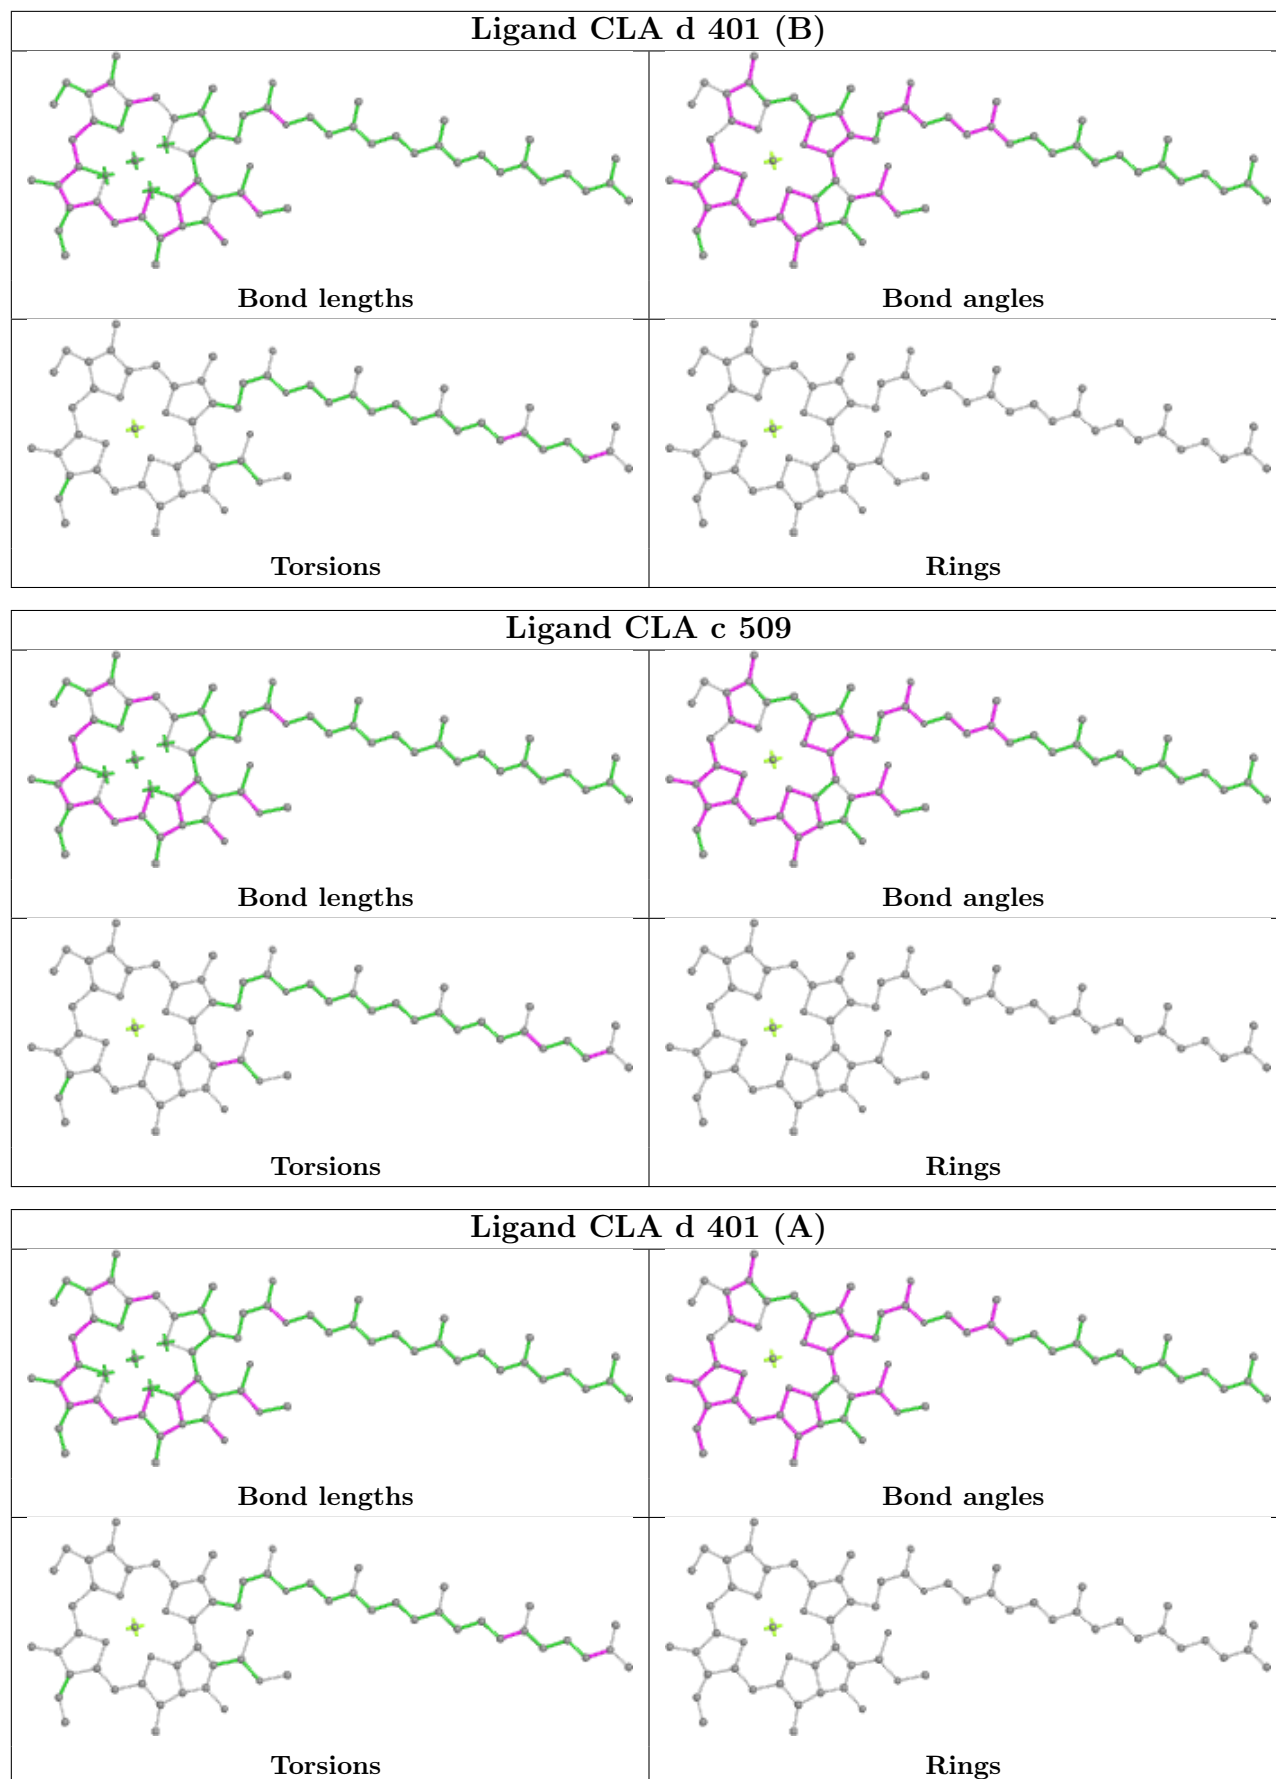 Ligand CLA d 401 (B)
Bond lengths
Bond angles
Torsions
Rings
Ligand CLA c 509
Bond lengths
Bond angles
Torsions
Rings
Ligand CLA d 401 (A)
Bond lengths
Bond angles
Torsions
Rings